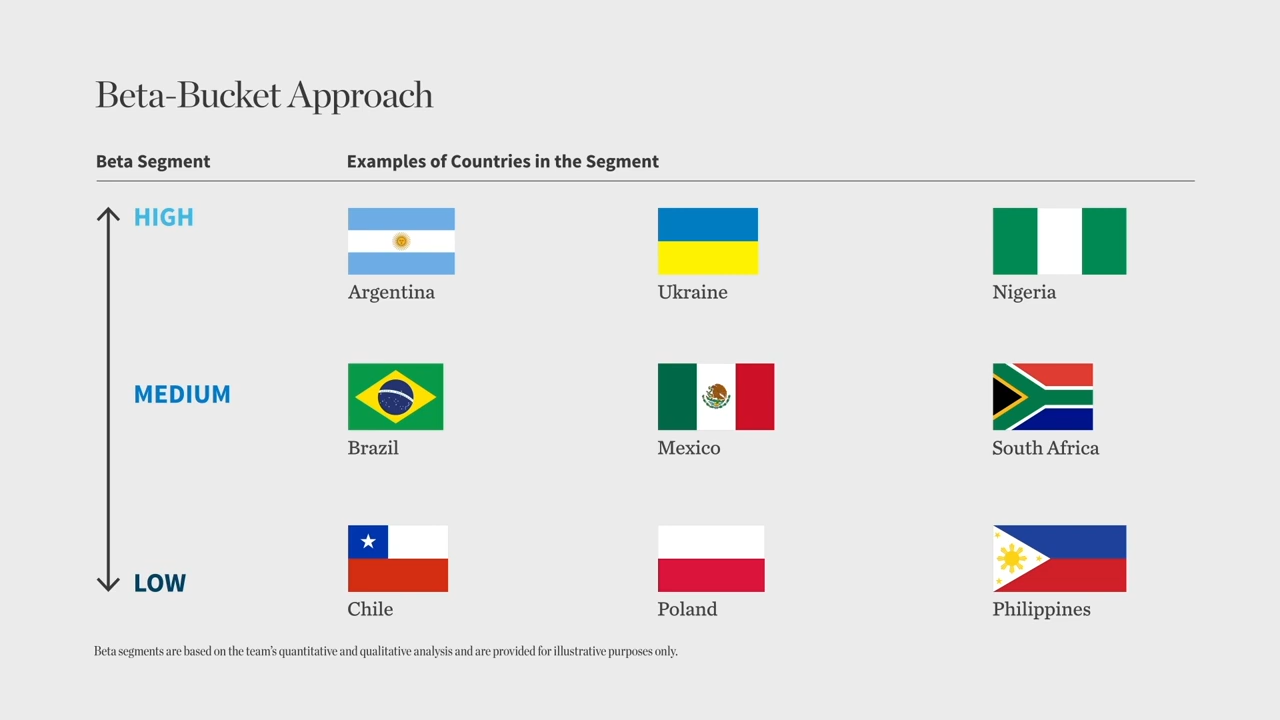 Beta-Bucket Approach
Beta Segment Examples of Countries in the Segment
HIGH
Argentina Ukraine Nigeria
MEDIUM
Brazil Mexico South Africa
LOW
Chile Poland Philippines
Beta segments are based on the team's quantitative and qualitative analysis and are provided for illustrative purposes only.